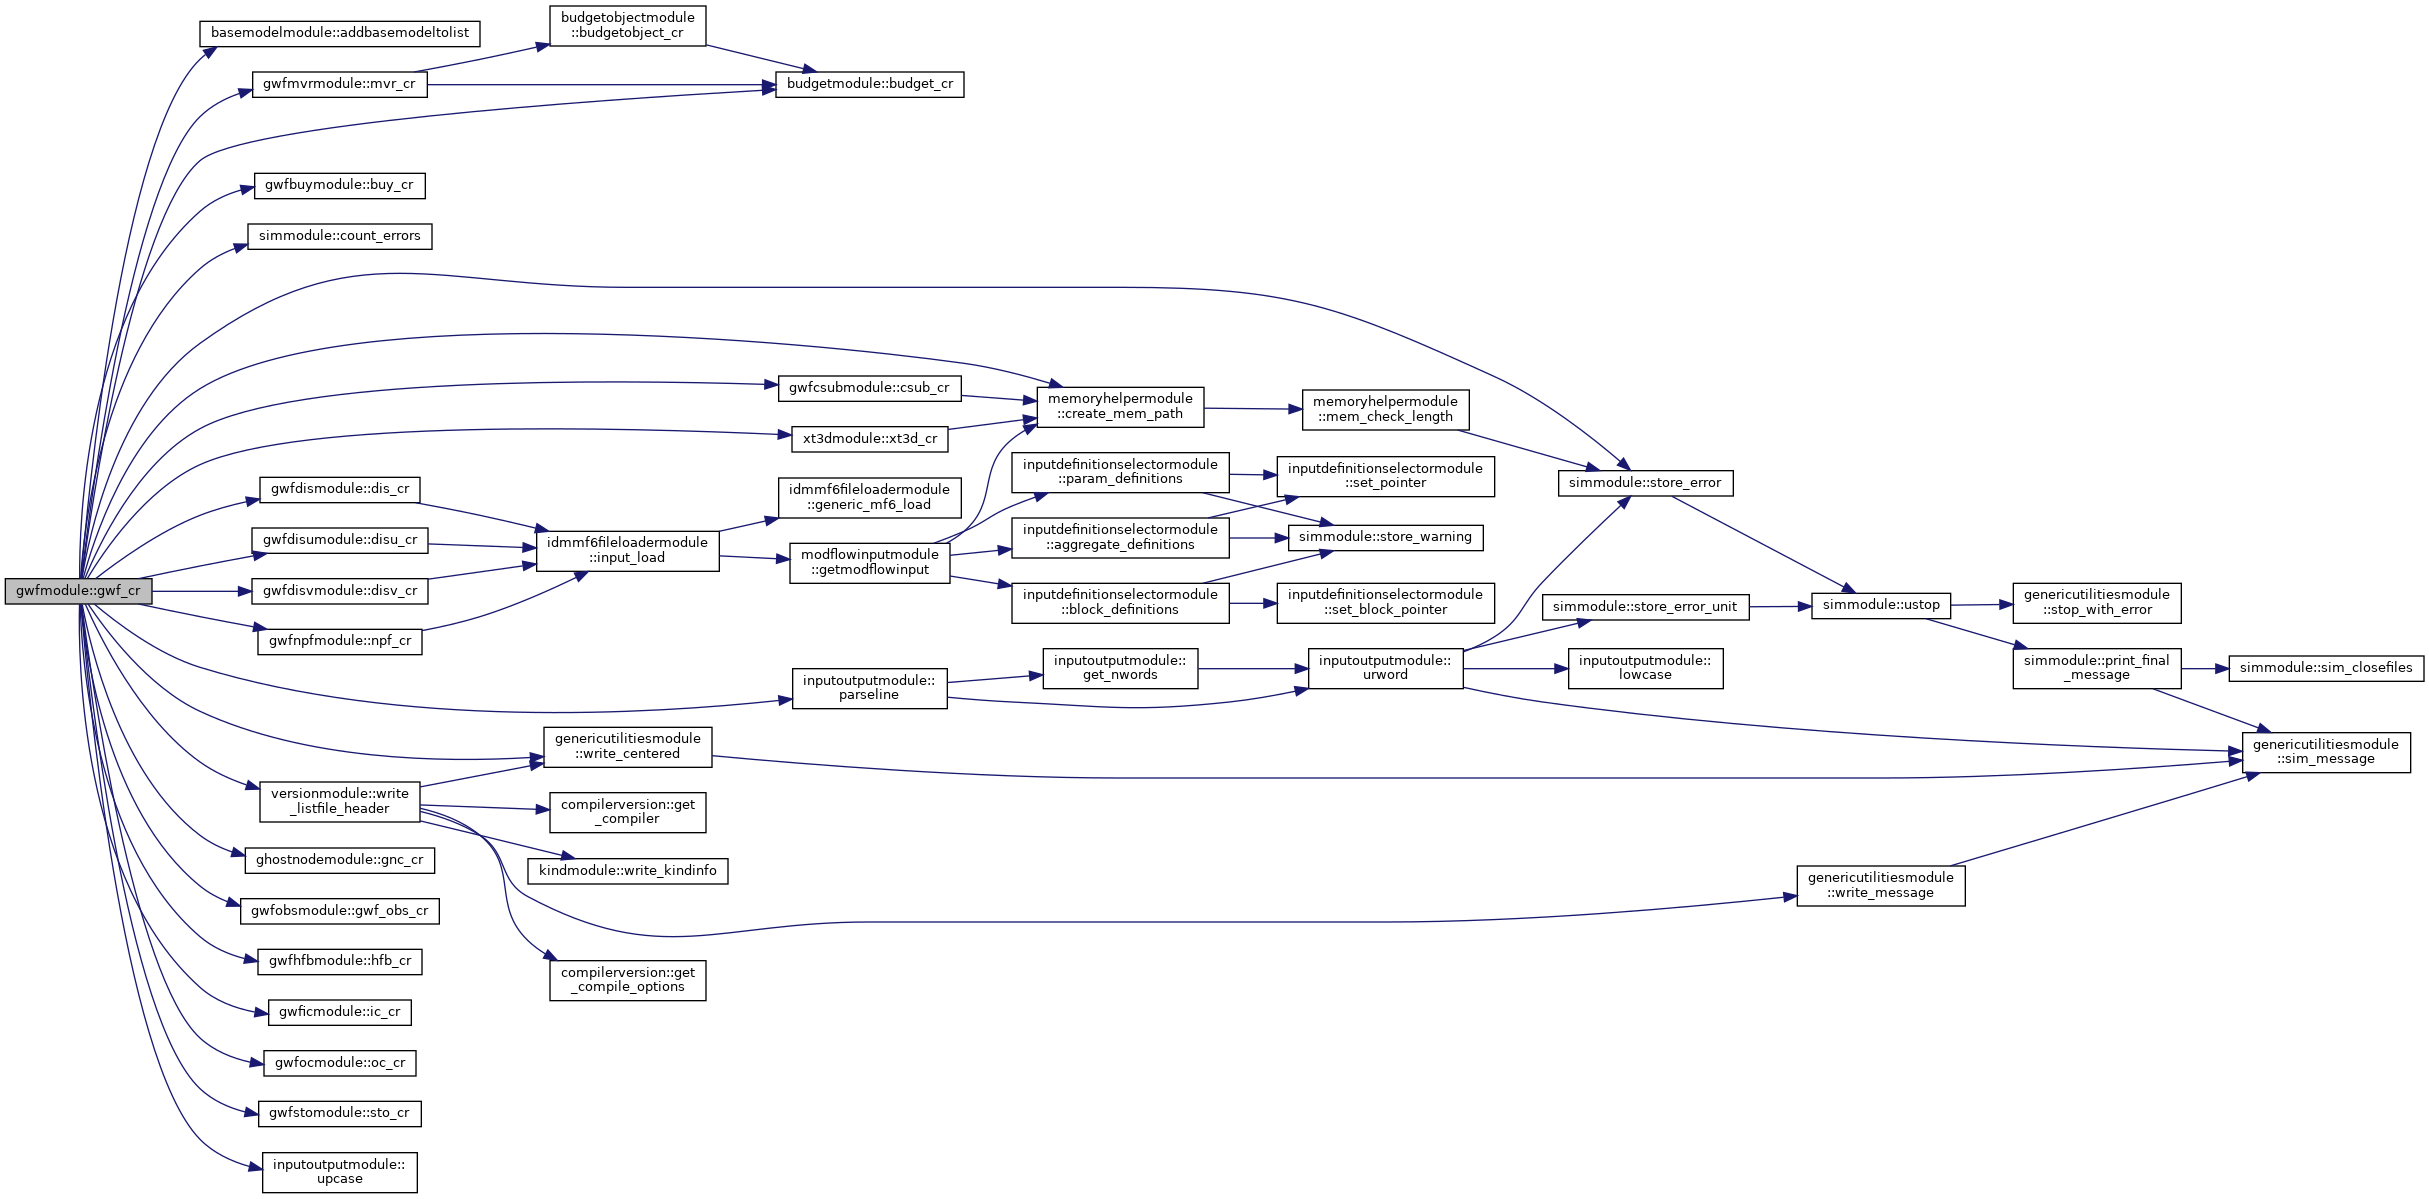 gwfmodule::gwf_cr
basemodelmodule::addbasemodeltolist
gwfmvrmodule::mvr_cr
budgetobjectmodule
::budgetobject_cr
budgetmodule::budget_cr
gwfbuymodule::buy_cr
simmodule::count_errors
gwfcsubmodule::csub_cr
xt3dmodule::xt3d_cr
memoryhelpermodule
::create_mem_path
memoryhelpermodule
::mem_check_length
simmodule::store_error
gwfdismodule::dis_cr
gwfdisumodule::disu_cr
gwfdisvmodule::disv_cr
gwfnpfmodule::npf_cr
idmmf6fileloadermodule
::input_load
idmmf6fileloadermodule
::generic_mf6_load
modflowinputmodule
::getmodflowinput
inputdefinitionselectormodule
::param_definitions
inputdefinitionselectormodule
::aggregate_definitions
inputdefinitionselectormodule
::block_definitions
inputdefinitionselectormodule
::set_pointer
simmodule::store_warning
inputdefinitionselectormodule
::set_block_pointer
inputoutputmodule::
parseline
inputoutputmodule::
get_nwords
inputoutputmodule::
urword
simmodule::store_error_unit
inputoutputmodule::
lowcase
simmodule::ustop
genericutilitiesmodule
::stop_with_error
simmodule::print_final
_message
simmodule::sim_closefiles
genericutilitiesmodule
::sim_message
genericutilitiesmodule
::write_centered
versionmodule::write
_listfile_header
compilerversion::get
_compiler
kindmodule::write_kindinfo
genericutilitiesmodule
::write_message
compilerversion::get
_compile_options
ghostnodemodule::gnc_cr
gwfobsmodule::gwf_obs_cr
gwfhfbmodule::hfb_cr
gwficmodule::ic_cr
gwfocmodule::oc_cr
gwfstomodule::sto_cr
inputoutputmodule::
upcase